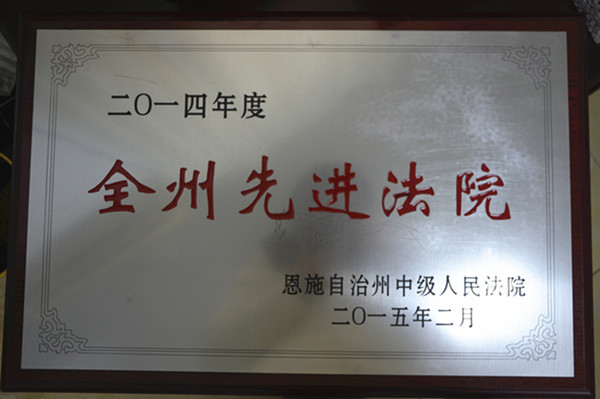 二〇一四年度
全州先进法院
恩施自治州中级人民法院
二〇一五年二月